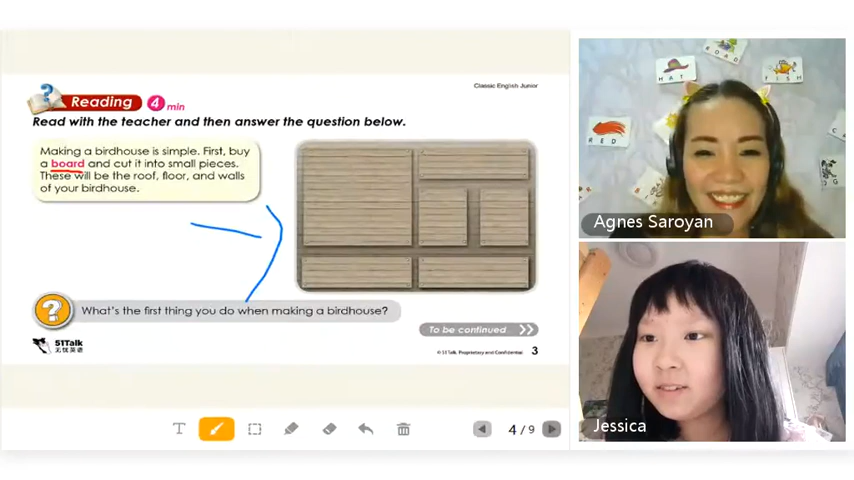 Classic English Junior
Reading 4 min
Read with the teacher and then answer the question below.
Making a birdhouse is simple. First, buy
a board and cut it into small pieces.
These will be the roof, floor, and walls
of your birdhouse.
What's the first thing you do when making a birdhouse?
To be continued...
51Talk
无忧英语
© 51Talk. Proprietary and Confidential
3
T
4 / 9
ROAD
HAT
FISH
RED
Agnes Saroyan
Jessica